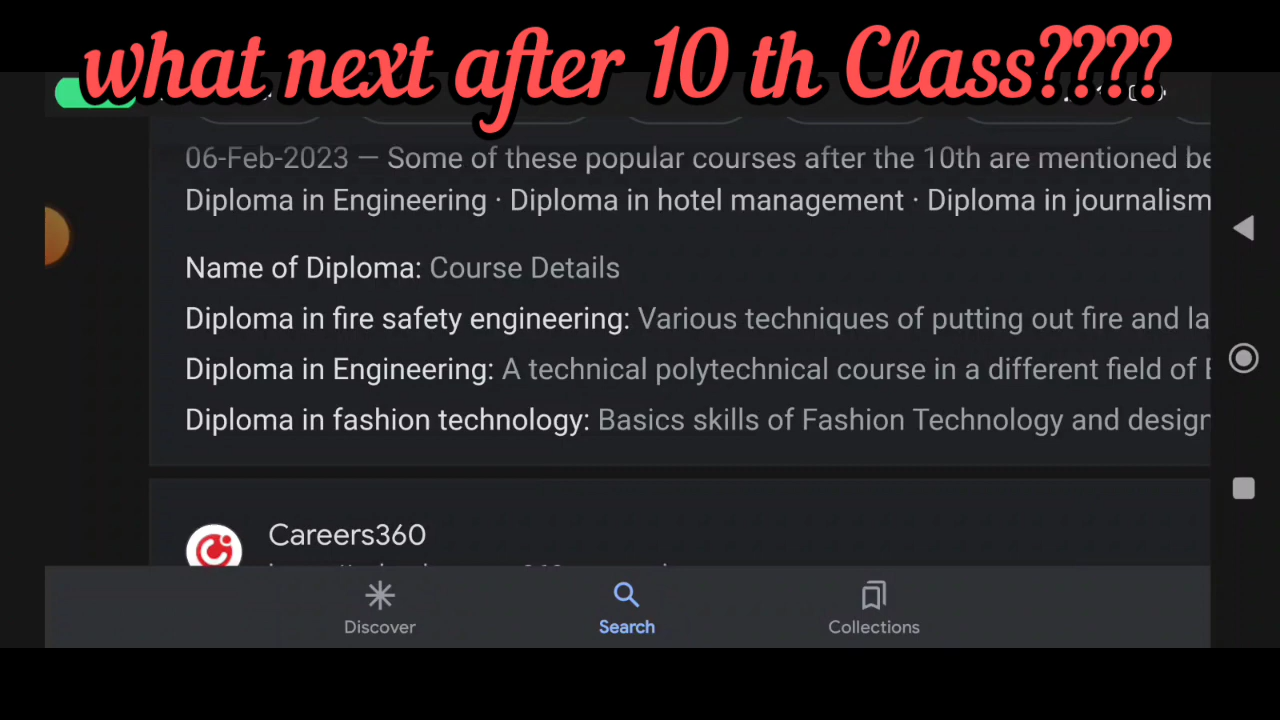 what next after 10 th Class????
06-Feb-2023 — Some of these popular courses after the 10th are mentioned be
Diploma in Engineering · Diploma in hotel management · Diploma in journalism
Name of Diploma: Course Details
Diploma in fire safety engineering: Various techniques of putting out fire and la
Diploma in Engineering: A technical polytechnical course in a different field of
Diploma in fashion technology: Basics skills of Fashion Technology and design
Careers360
Discover
Search
Collections